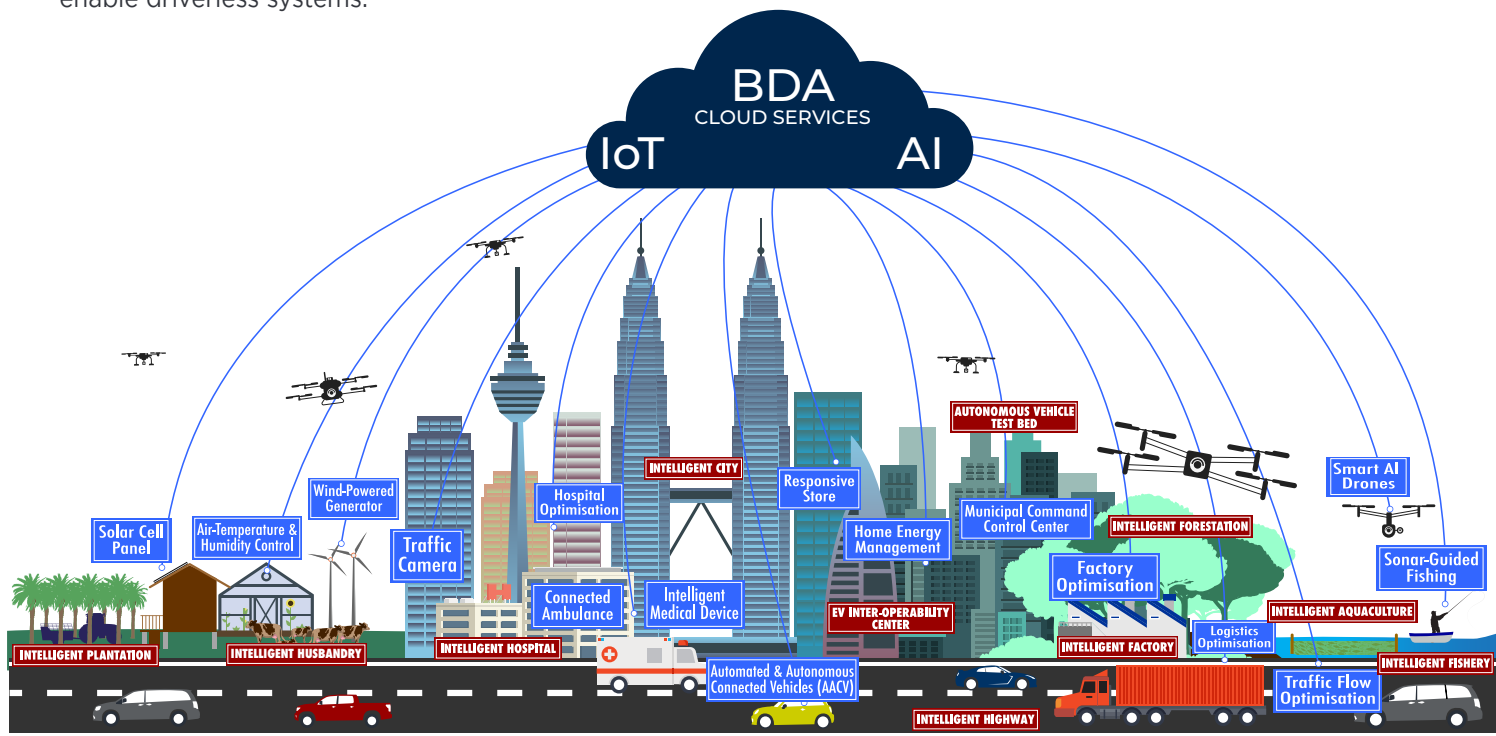 enable driverless systems.
BDA
CLOUD SERVICES
IoT
AI
AUTONOMOUS VEHICLE
TEST BED
INTELLIGENT CITY
Responsive
Store
Smart AI
Drones
Wind-Powered
Generator
Hospital
Optimisation
Municipal Command
Control Center
INTELLIGENT FORESTATION
Solar Cell
Panel
Air-Temperature &
Humidity Control
Traffic
Camera
Home Energy
Management
Factory
Optimisation
Sonar-Guided
Fishing
Connected
Ambulance
Intelligent
Medical Device
EV INTER-OPERABILITY
CENTER
INTELLIGENT AQUACULTURE
H
INTELLIGENT PLANTATION
INTELLIGENT HUSBANDRY
INTELLIGENT HOSPITAL
INTELLIGENT FACTORY
Logistics
Optimisation
INTELLIGENT FISHERY
Automated & Autonomous
Connected Vehicles (AACV)
Traffic Flow
Optimisation
INTELLIGENT HIGHWAY